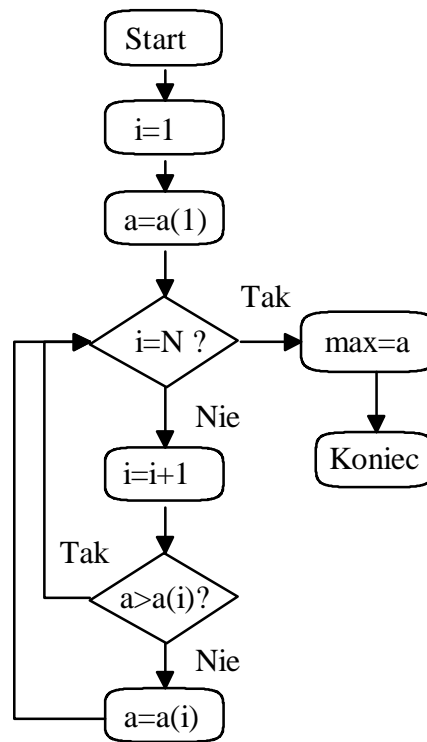 Start
i=1
a=a(1)
i=N ?
Tak
max=a
Koniec
Nie
i=i+1
Tak
a>a(i)?
Nie
a=a(i)